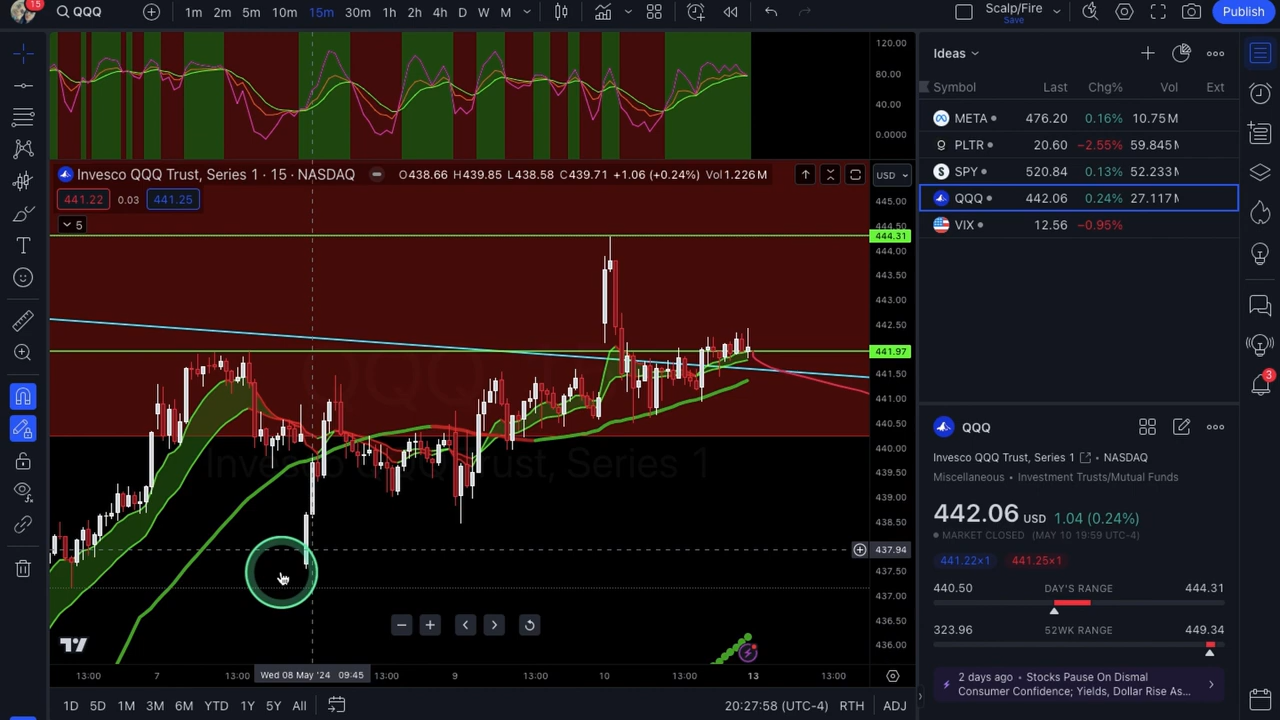 15
QQQ
1m 2m 5m 10m 15m 30m 1h 2h 4h D W M
Scalp/Fire
Save
Publish
120.00
80.00
40.00
0.0000
Invesco QQQ Trust, Series 1 · 15 · NASDAQ
O438.66 H439.85 L438.58 C439.71 +1.06 (+0.24%) Vol1.226M
USD
441.22 0.03 441.25
5
445.00
444.50
444.31
444.00
443.50
443.00
442.50
441.97
441.50
441.00
440.50
440.00
439.50
439.00
438.50
437.94
437.50
437.00
436.50
436.00
Invesco QQQ Trust, Series 1
13:00 7 13:00 Wed 08 May '24 09:45 13:00 9 13:00 10 13:00 13 13:00
1D 5D 1M 3M 6M YTD 1Y 5Y All
20:27:58 (UTC-4) RTH ADJ
Ideas
Symbol Last Chg% Vol Ext
META 476.20 0.16% 10.75M
PLTR 20.60 −2.55% 59.845M
SPY 520.84 0.13% 52.233M
QQQ 442.06 0.24% 27.117M
VIX 12.56 −0.95%
QQQ
Invesco QQQ Trust, Series 1 • NASDAQ
Miscellaneous • Investment Trusts/Mutual Funds
442.06 USD 1.04 (0.24%)
MARKET CLOSED (MAY 10 19:59 UTC-4)
441.22×1 441.25×1
440.50 DAY'S RANGE 444.31
323.96 52WK RANGE 449.34
2 days ago • Stocks Pause On Dismal
Consumer Confidence; Yields, Dollar Rise As...
3